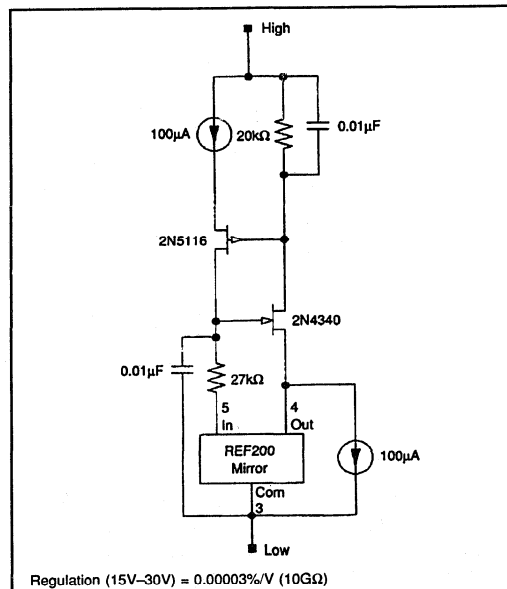 High
100μA
20kΩ
0.01μF
2N5116
2N4340
0.01μF
27kΩ
5
In
4
Out
REF200
Mirror
100μA
Com
3
Low
Regulation (15V–30V) = 0.00003%/V (10GΩ)